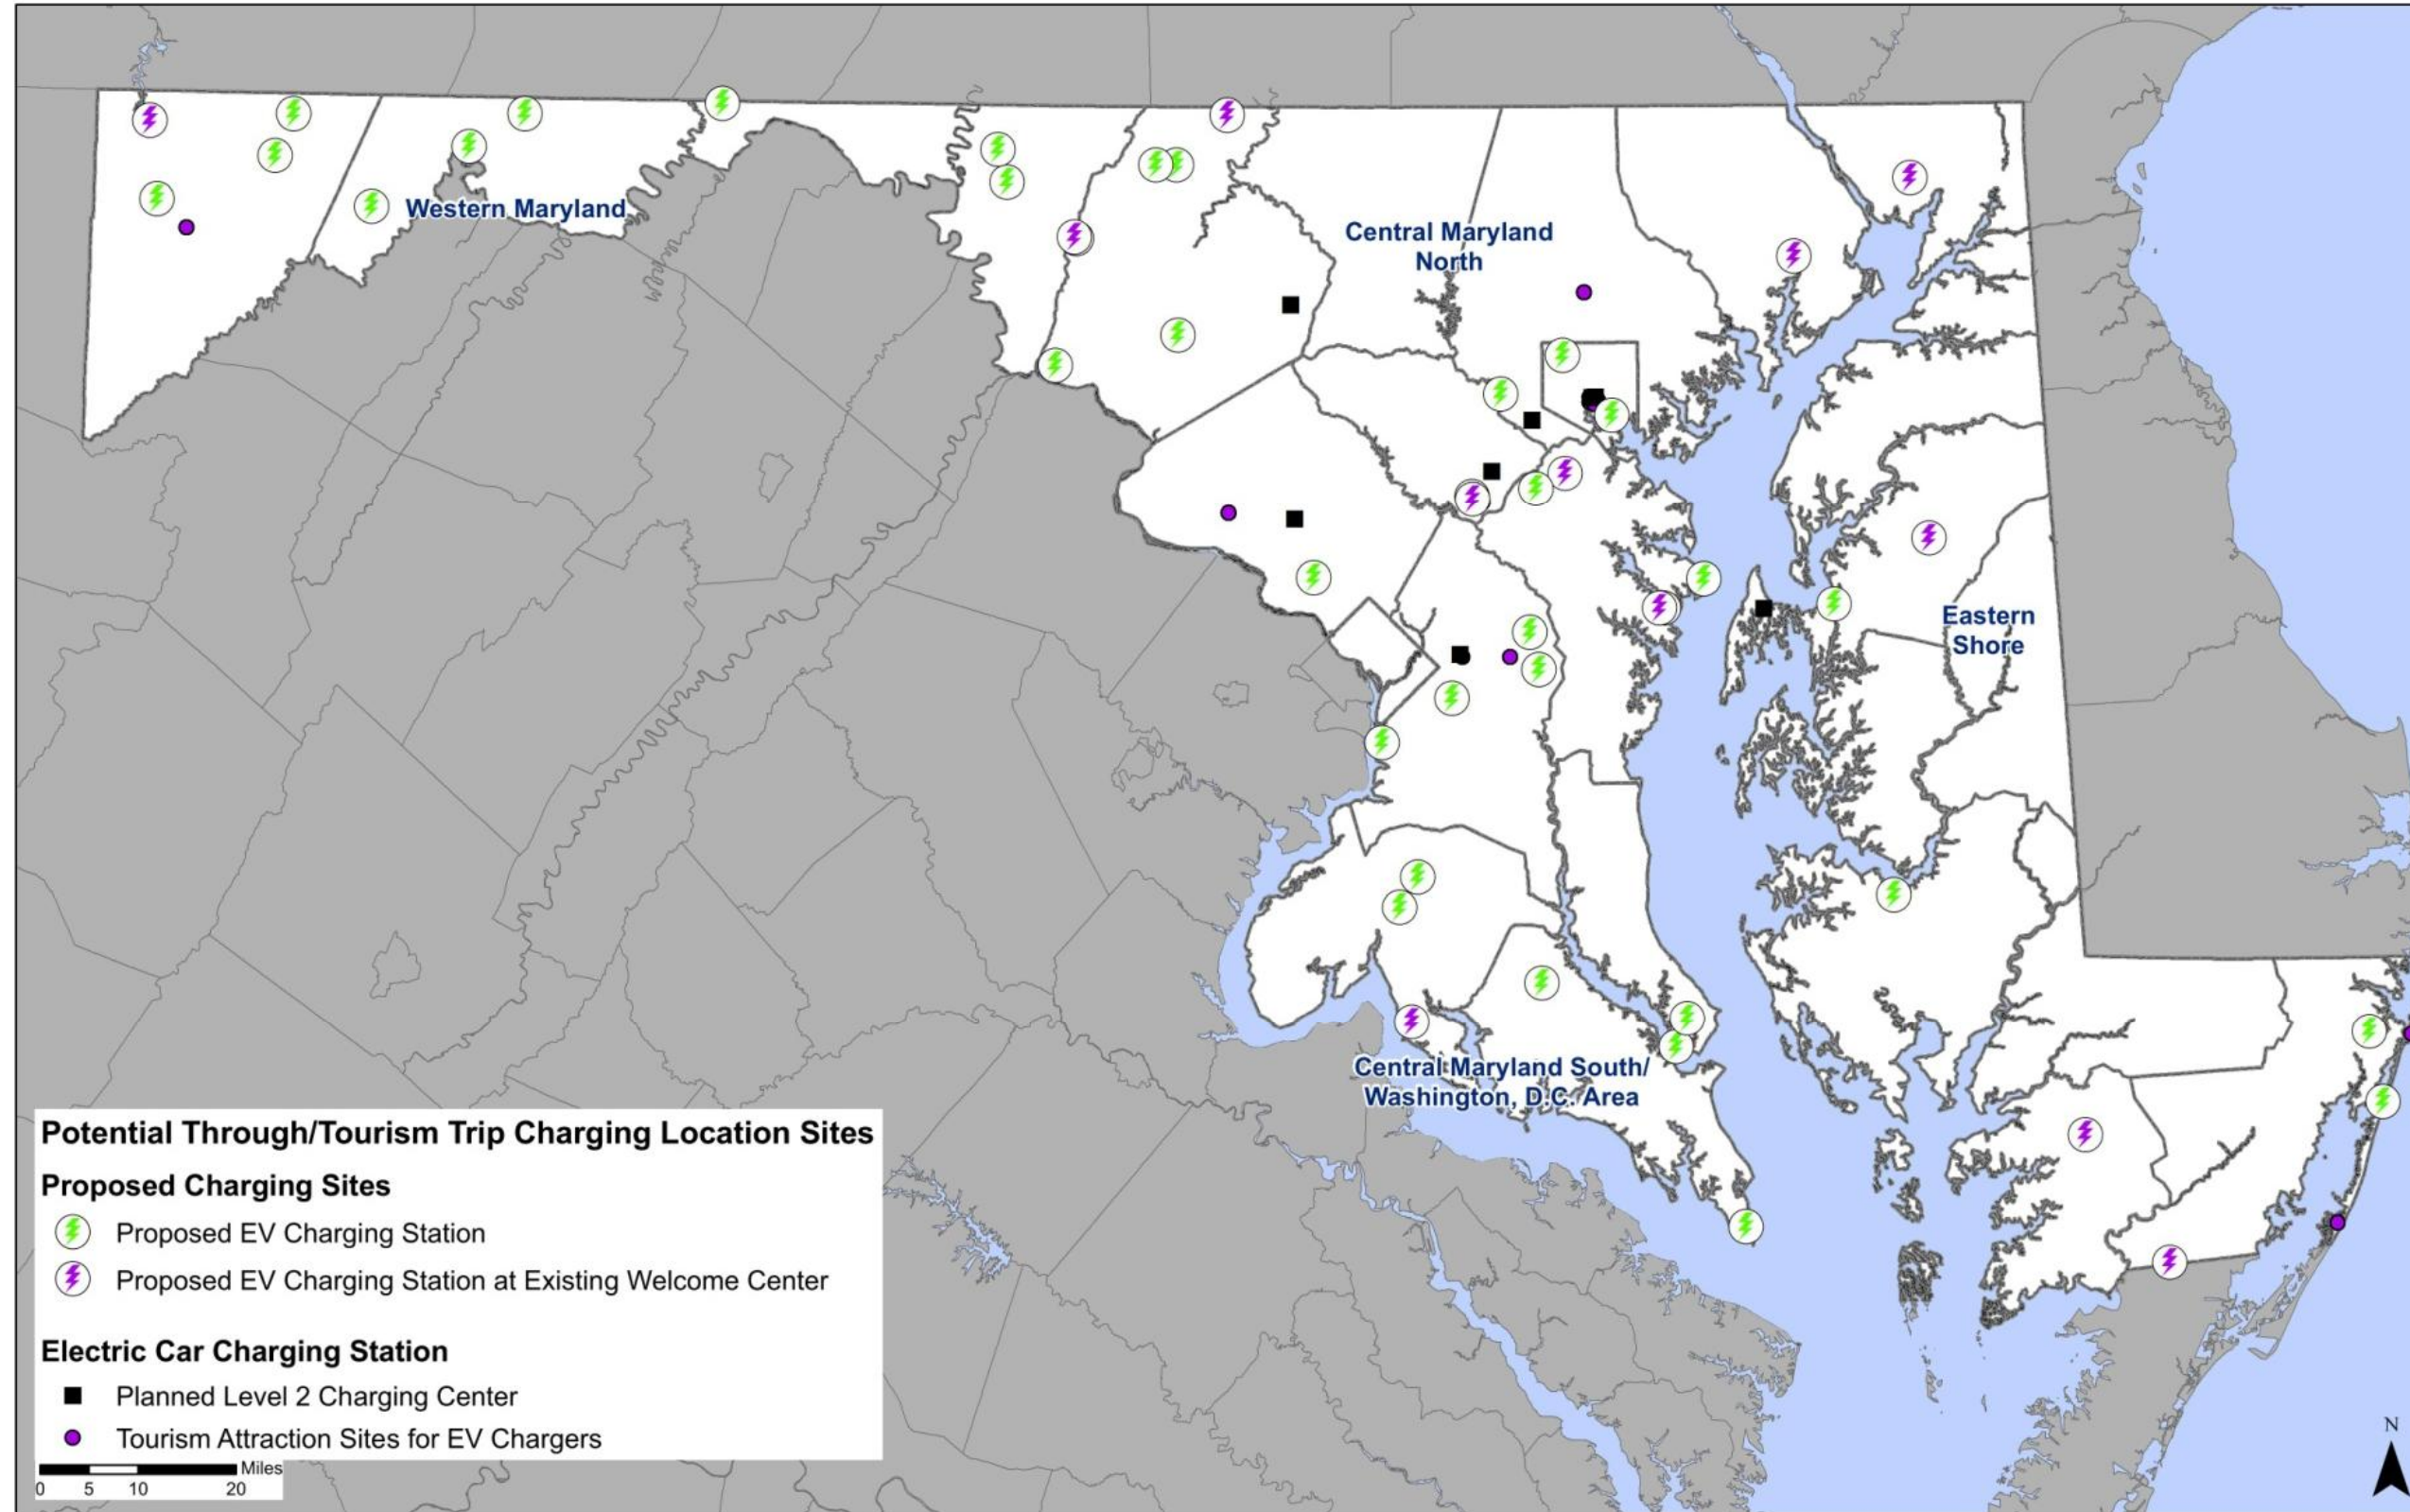 Western Maryland
Central Maryland
North
Eastern
Shore
Central Maryland South/
Washington, D.C. Area
Potential Through/Tourism Trip Charging Location Sites
Proposed Charging Sites
Proposed EV Charging Station
Proposed EV Charging Station at Existing Welcome Center
Electric Car Charging Station
Planned Level 2 Charging Center
Tourism Attraction Sites for EV Chargers
Miles
0 5 10 20
N